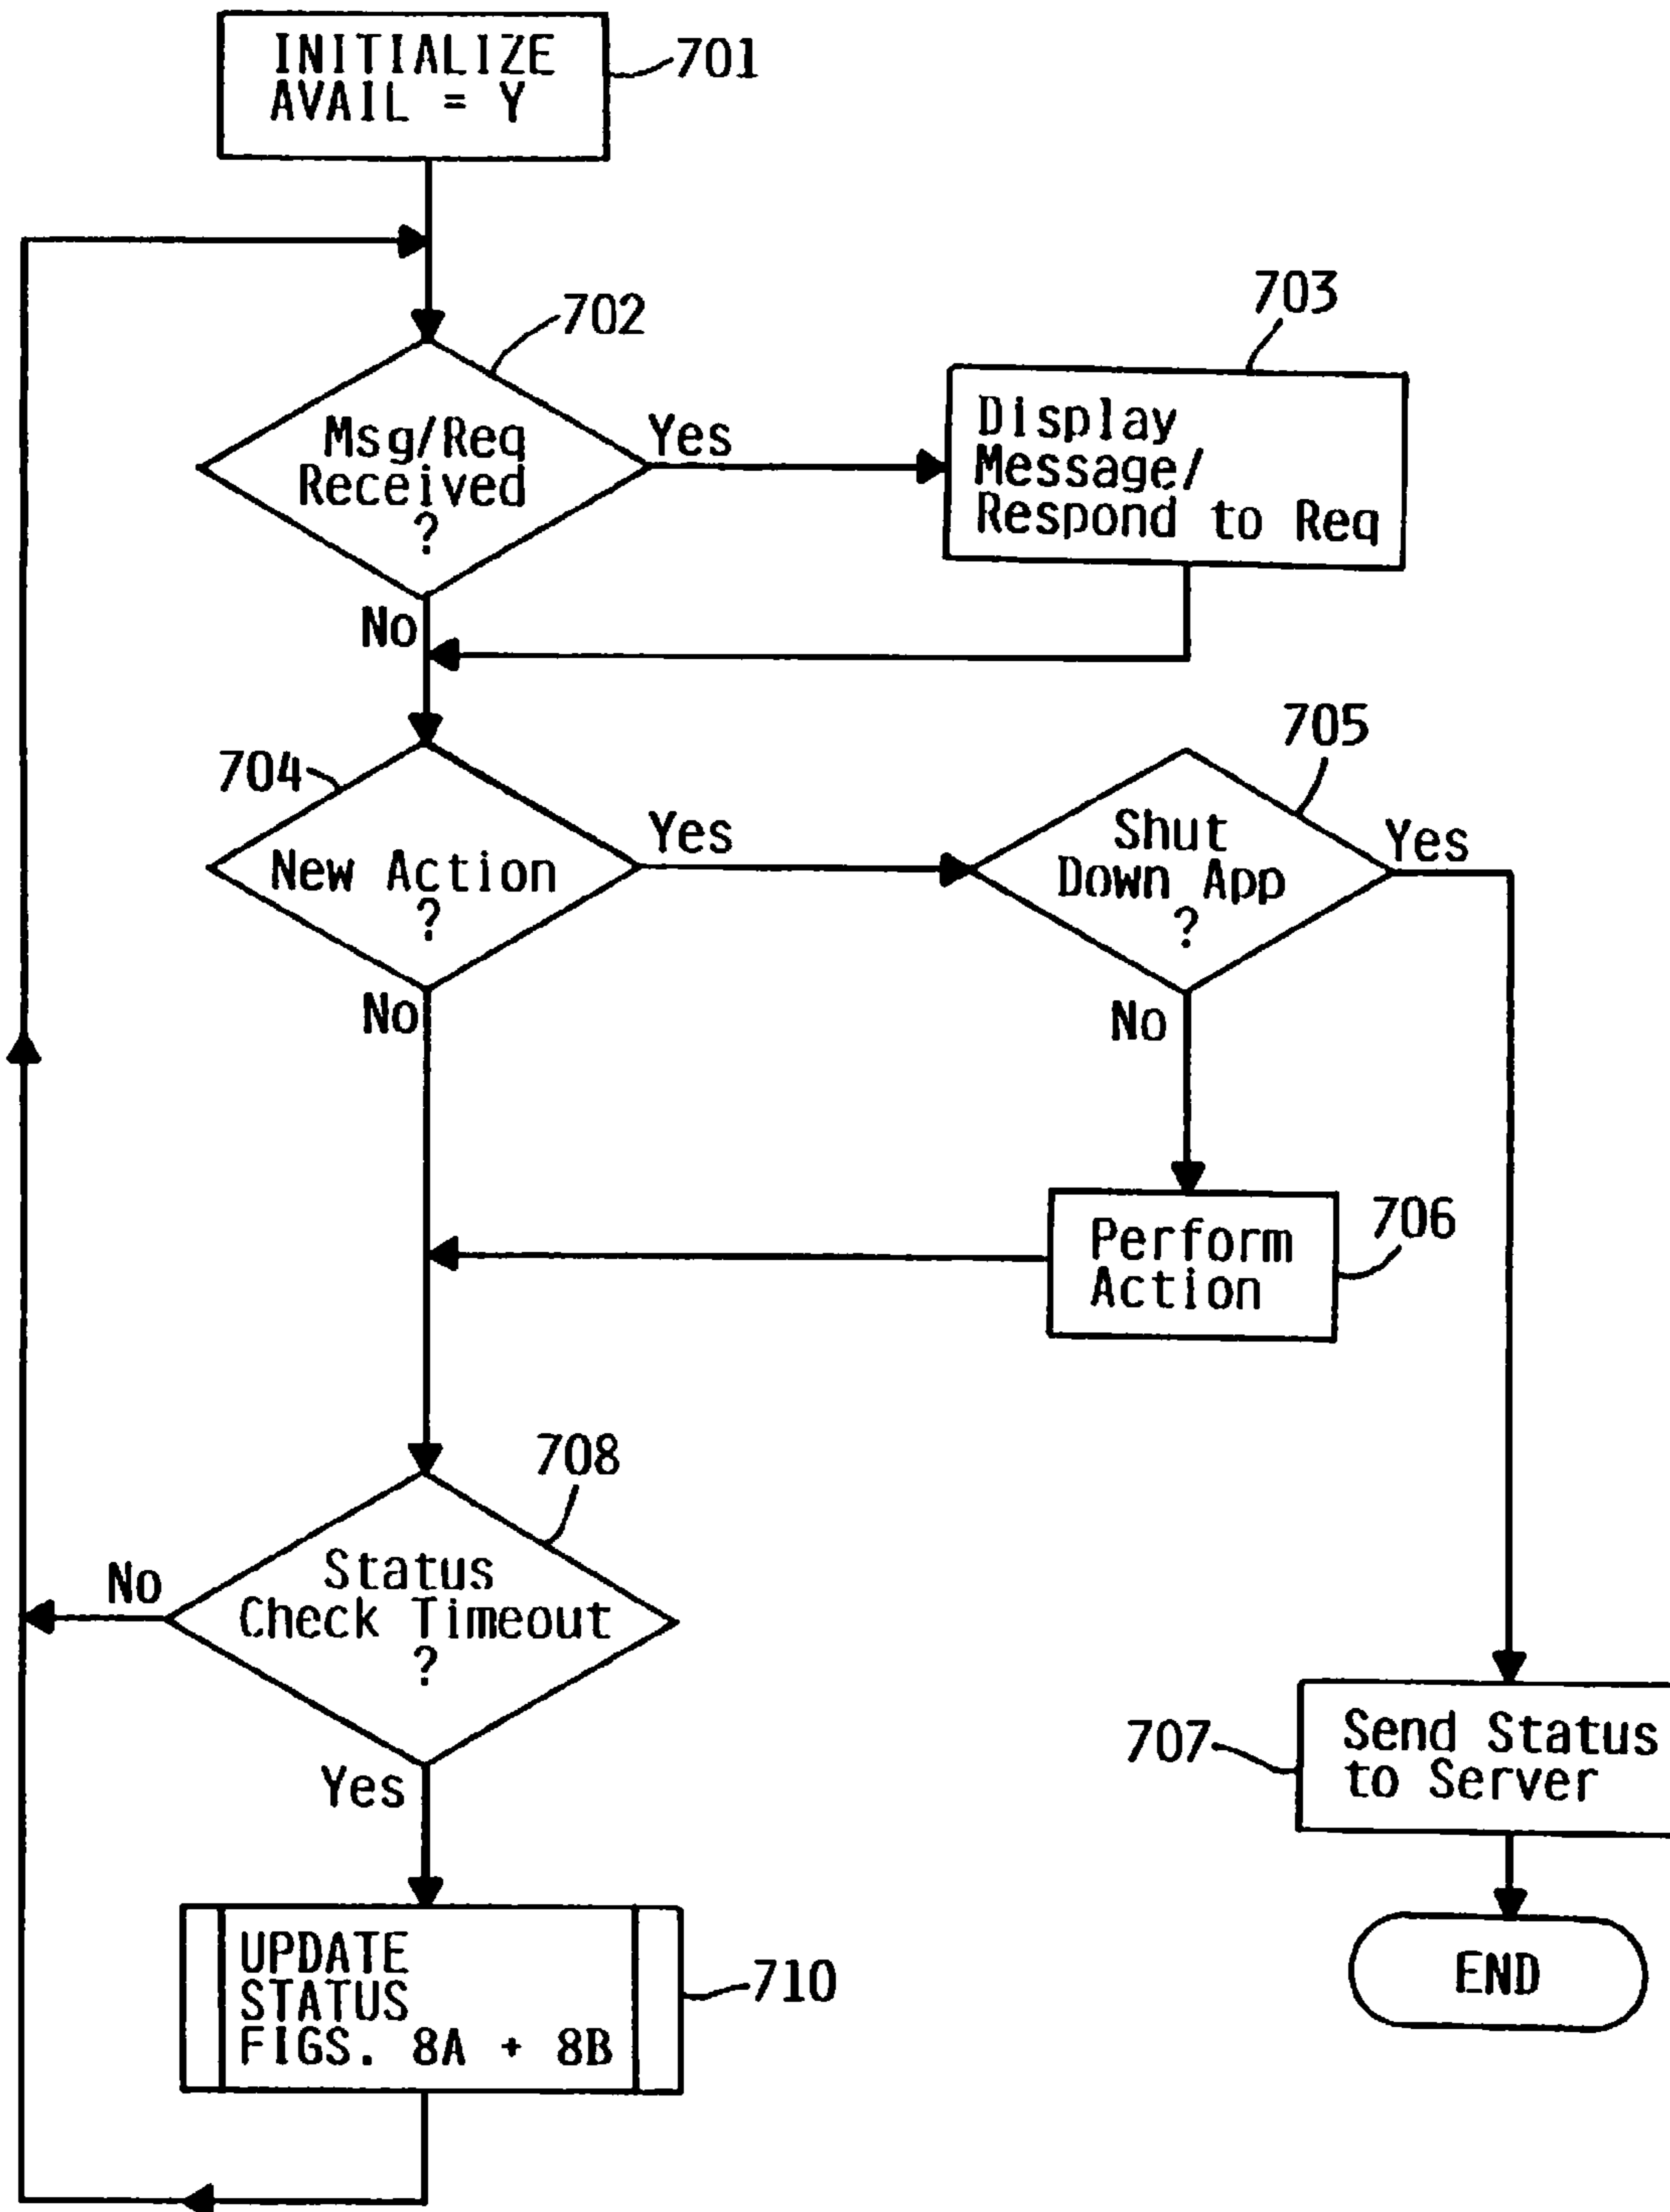 INITIALIZE
AVAIL = Y
701
702
Msg/Req
Received
?
Yes
No
703
Display
Message/
Respond to Req
704
New Action
?
Yes
No
705
Shut
Down App
?
Yes
No
Perform
Action
706
708
Status
Check Timeout
?
No
Yes
707
Send Status
to Server
UPDATE
STATUS
FIGS. 8A + 8B
710
END